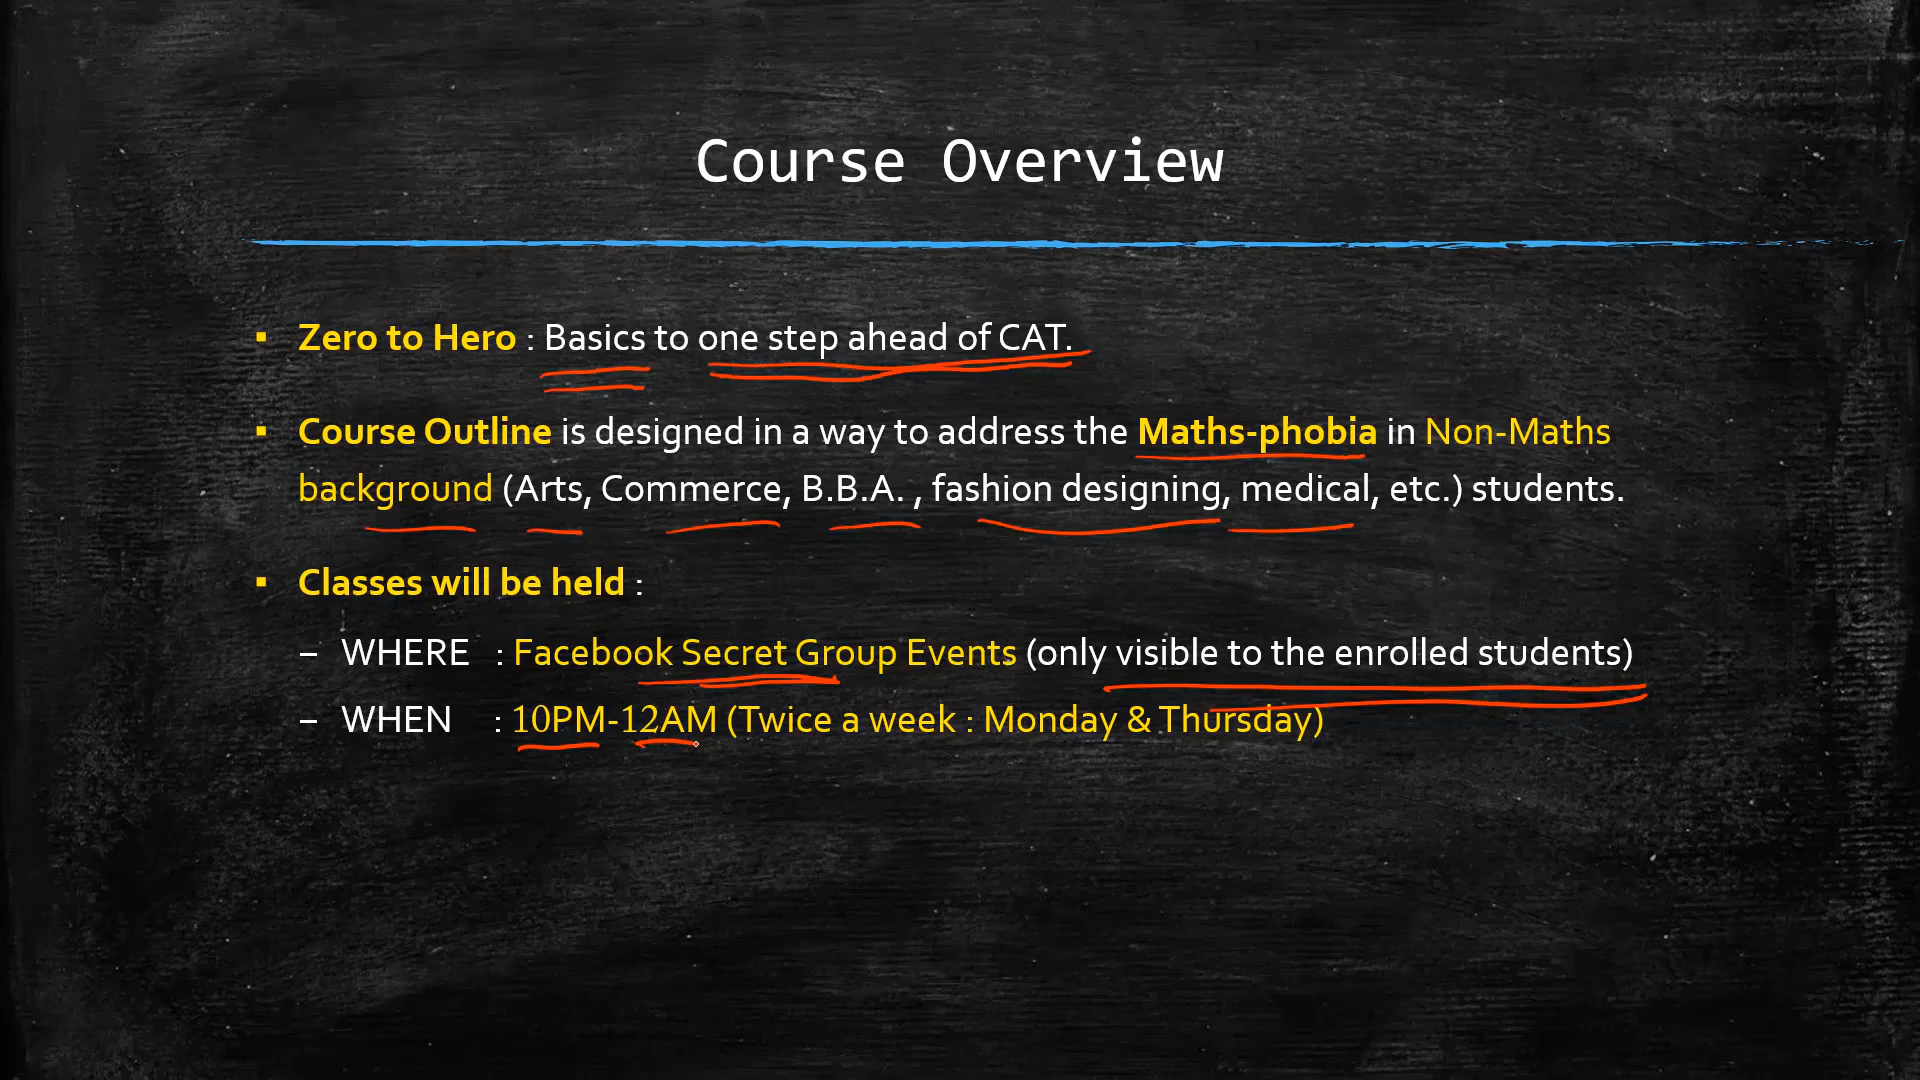 Course Overview
▪ Zero to Hero : Basics to one step ahead of CAT.
▪ Course Outline is designed in a way to address the Maths-phobia in Non-Maths
background (Arts, Commerce, B.B.A. , fashion designing, medical, etc.) students.
▪ Classes will be held :
– WHERE : Facebook Secret Group Events (only visible to the enrolled students)
– WHEN : 10PM-12AM (Twice a week : Monday & Thursday)